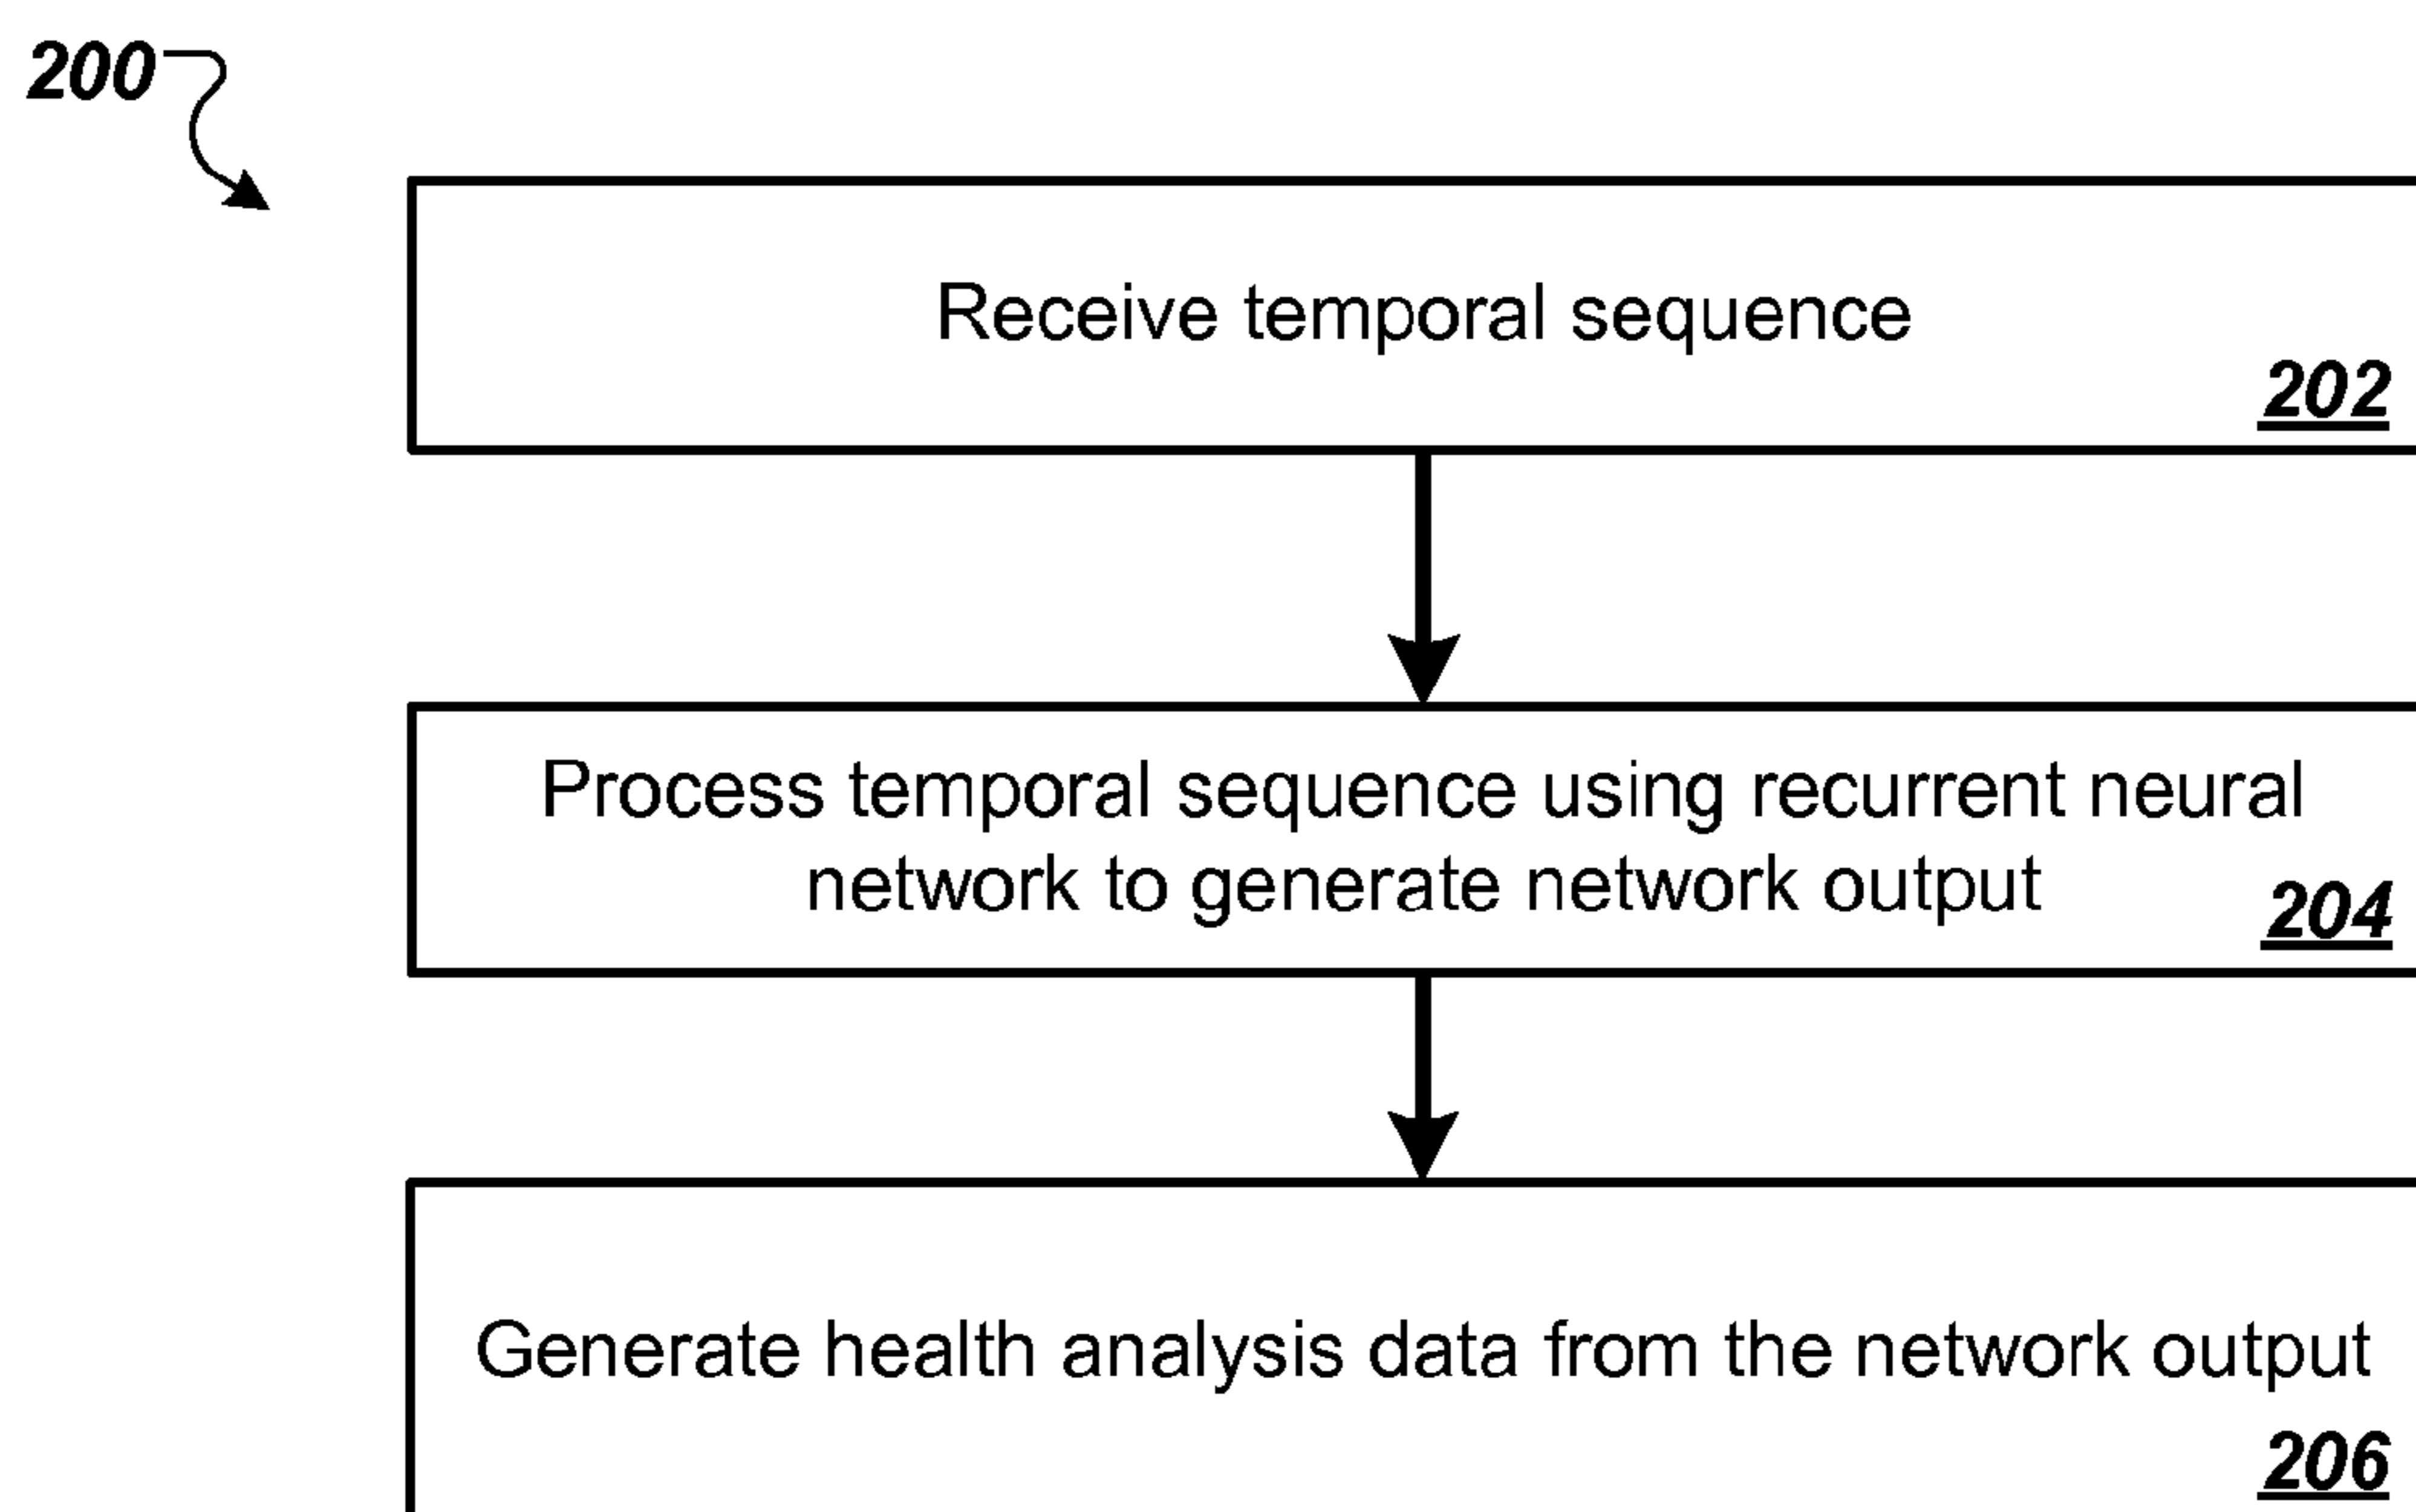 200
Receive temporal sequence
202
Process temporal sequence using recurrent neural
network to generate network output
204
Generate health analysis data from the network output
206